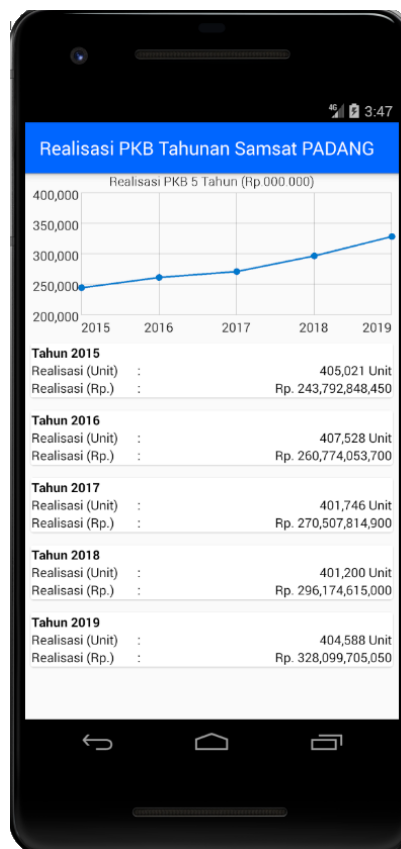 4G 3:47
Realisasi PKB Tahunan Samsat PADANG
Realisasi PKB 5 Tahun (Rp.000.000)
400,000
350,000
300,000
250,000
200,000
2015 2016 2017 2018 2019
Tahun 2015
Realisasi (Unit) : 405,021 Unit
Realisasi (Rp.) : Rp. 243,792,848,450
Tahun 2016
Realisasi (Unit) : 407,528 Unit
Realisasi (Rp.) : Rp. 260,774,053,700
Tahun 2017
Realisasi (Unit) : 401,746 Unit
Realisasi (Rp.) : Rp. 270,507,814,900
Tahun 2018
Realisasi (Unit) : 401,200 Unit
Realisasi (Rp.) : Rp. 296,174,615,000
Tahun 2019
Realisasi (Unit) : 404,588 Unit
Realisasi (Rp.) : Rp. 328,099,705,050